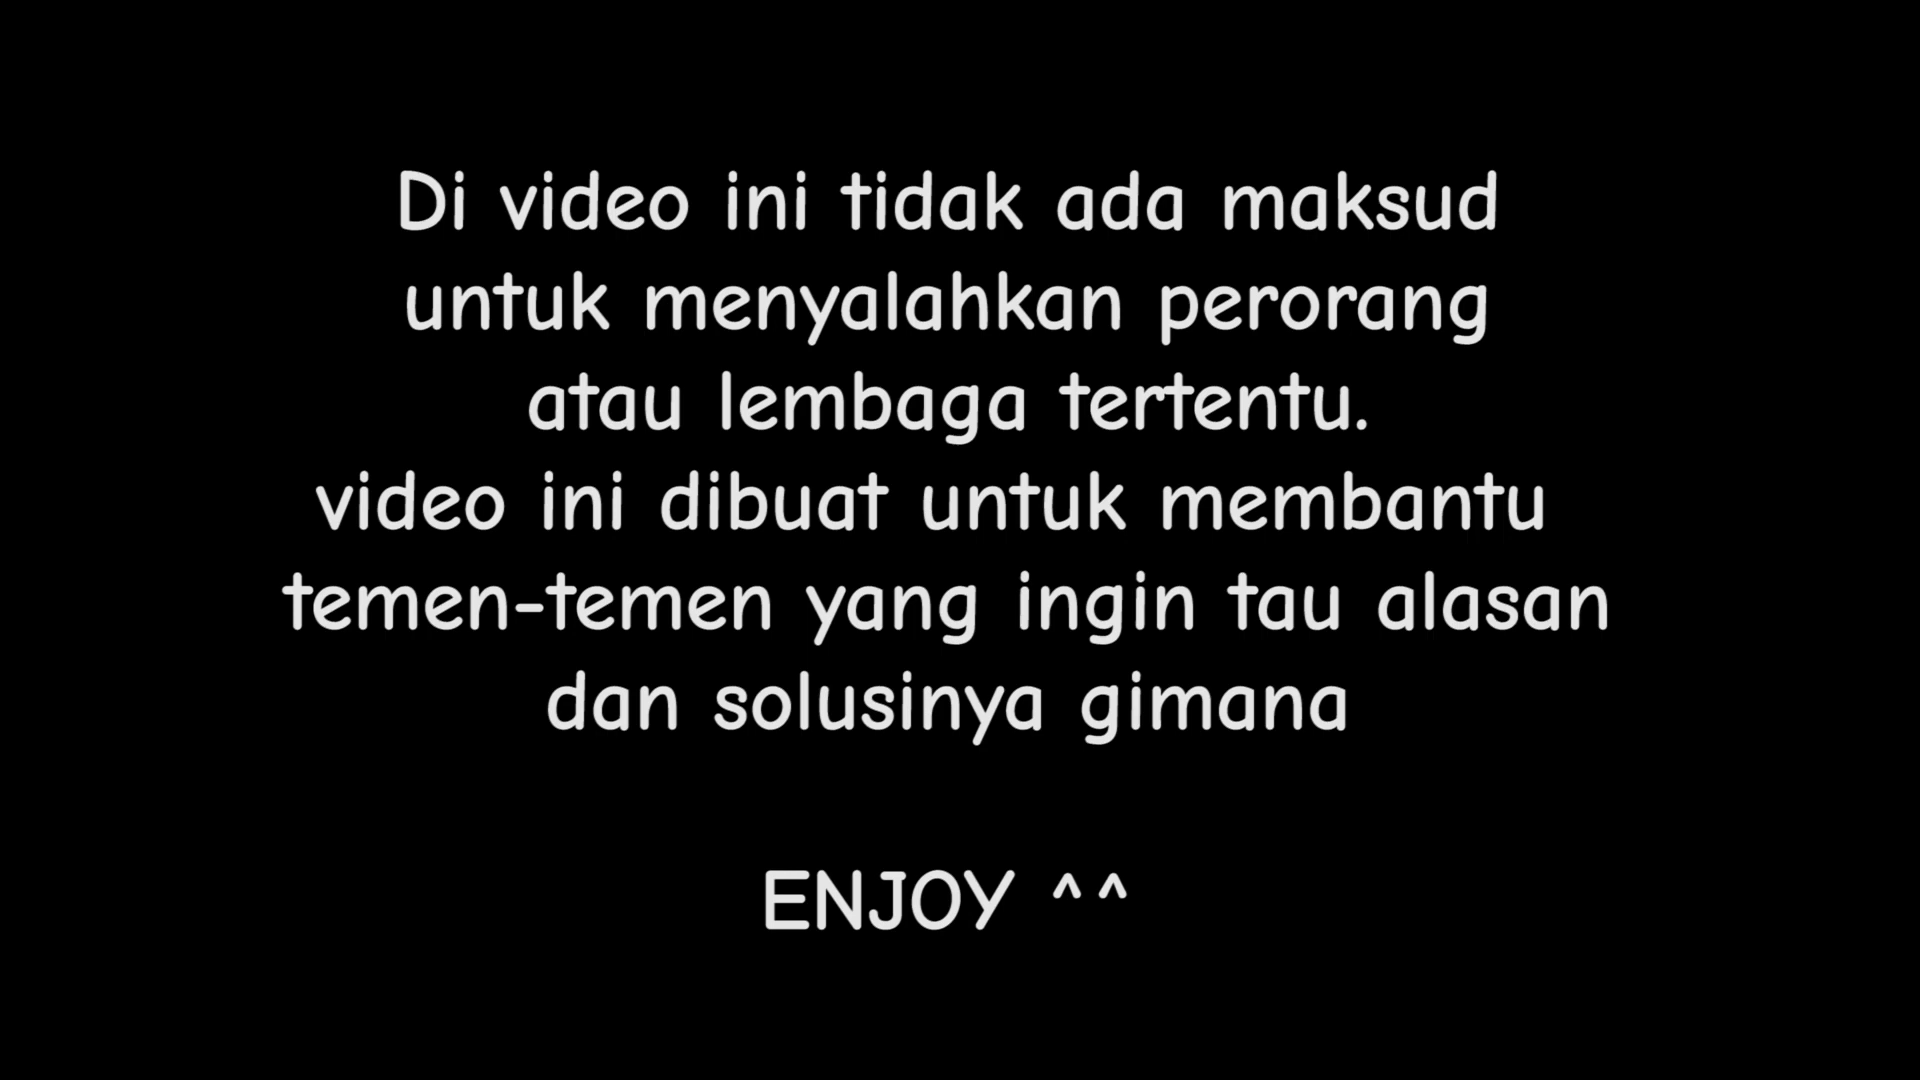 Di video ini tidak ada maksud
untuk menyalahkan perorang
atau lembaga tertentu.
video ini dibuat untuk membantu
temen-temen yang ingin tau alasan
dan solusinya gimana
ENJOY ^^